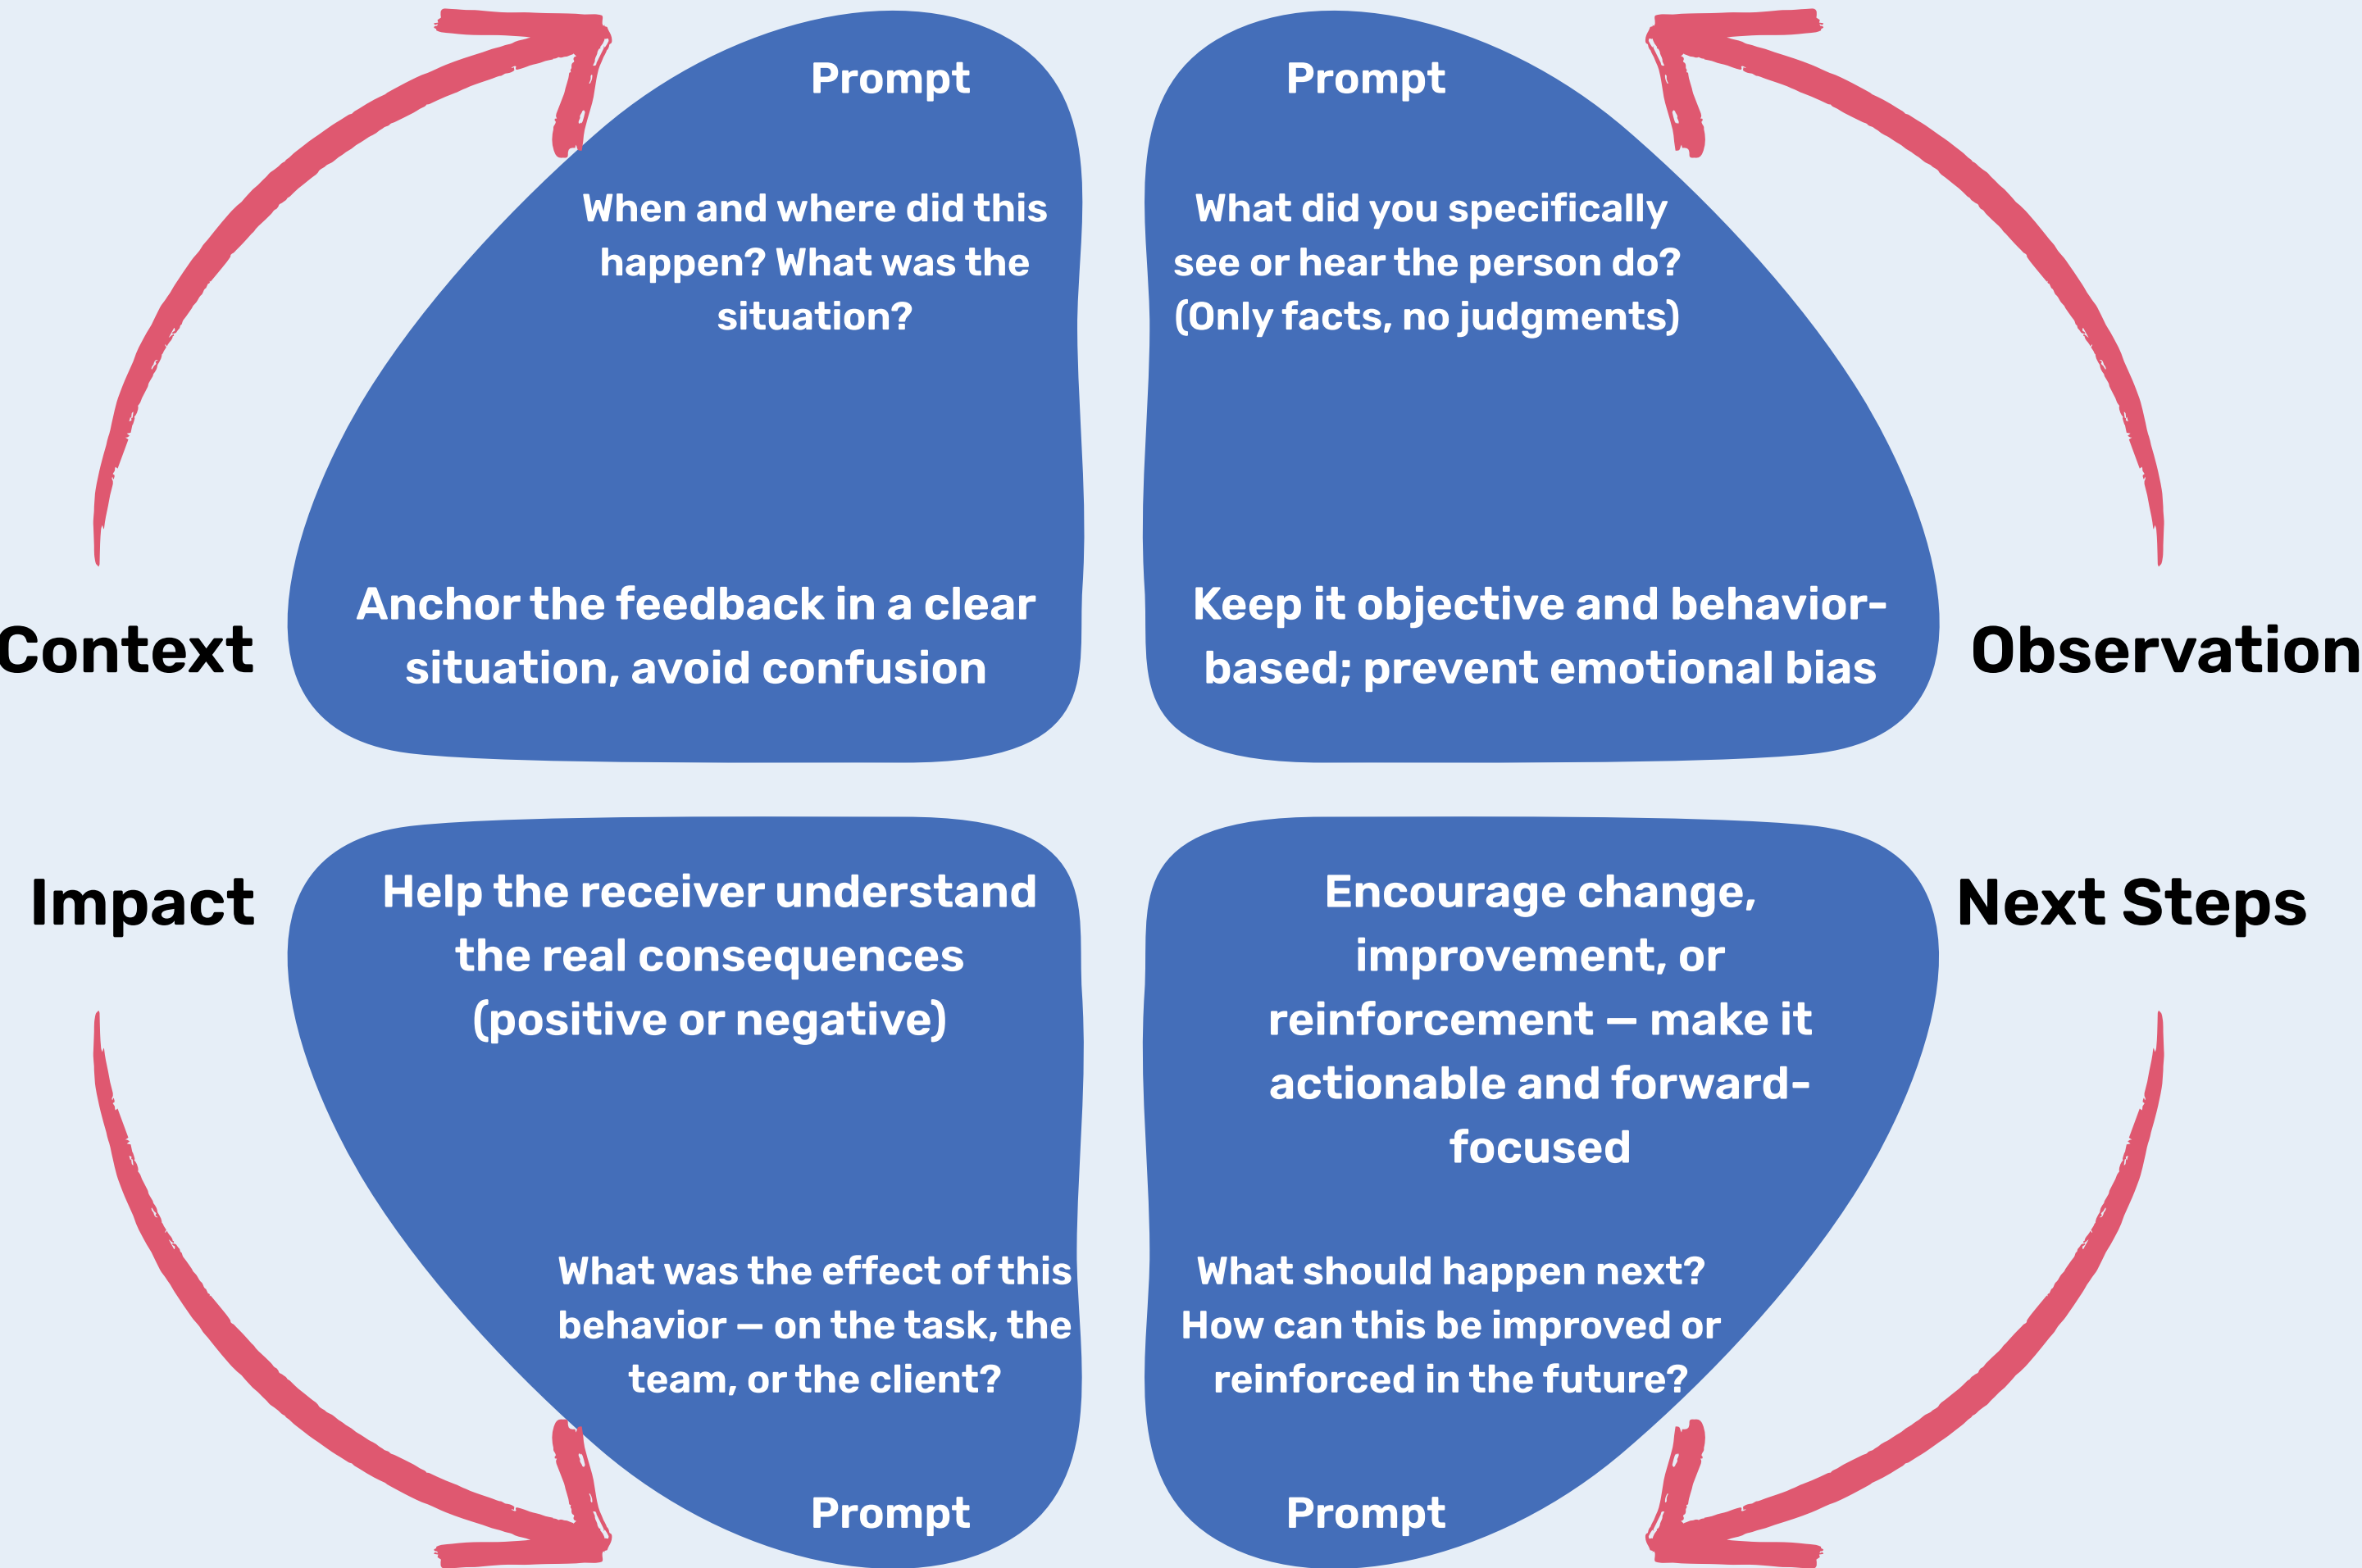 Context
Prompt
When and where did this
happen? What was the
situation?
Anchor the feedback in a clear
situation, avoid confusion
Prompt
What did you specifically
see or hear the person do?
(Only facts, no judgments)
Keep it objective and behavior-
based; prevent emotional bias
Observation
Impact
Help the receiver understand
the real consequences
(positive or negative)
What was the effect of this
behavior — on the task, the
team, or the client?
Prompt
Next Steps
Encourage change,
improvement, or
reinforcement — make it
actionable and forward-
focused
What should happen next?
How can this be improved or
reinforced in the future?
Prompt